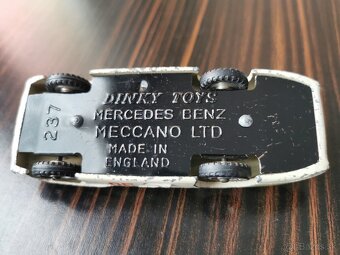 237
DINKY TOYS
MERCEDES BENZ
MECCANO LTD
MADE IN
ENGLAND